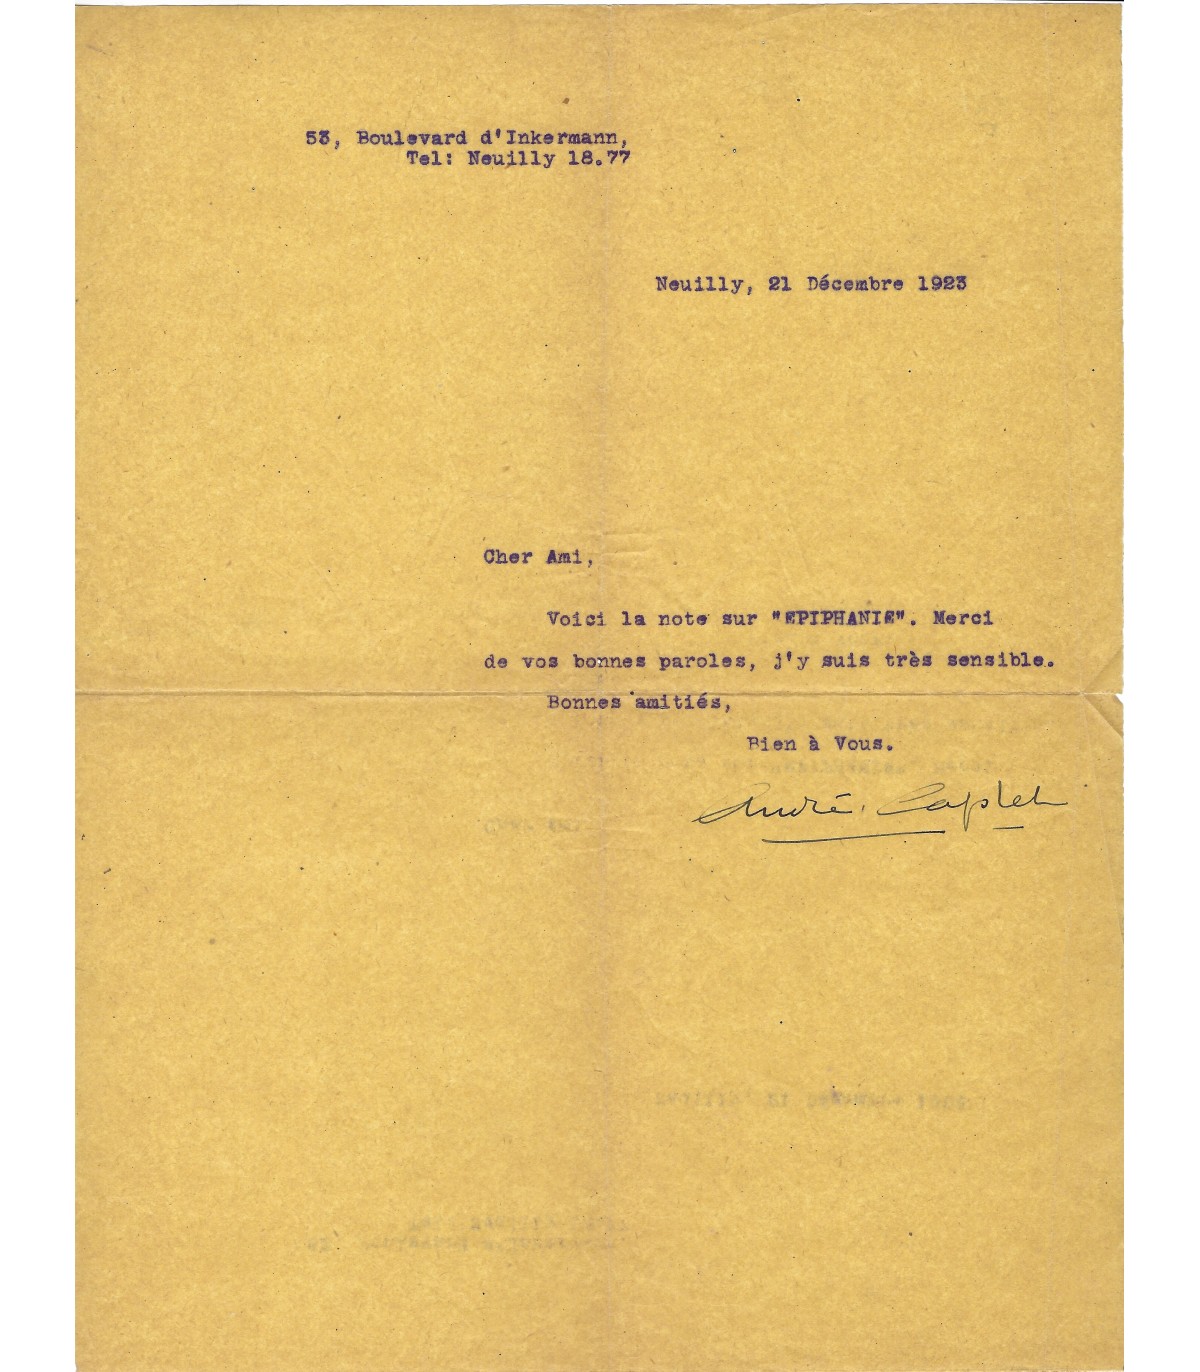 53, Boulevard d'Inkermann,
Tel: Neuilly 18.77
Neuilly, 21 Décembre 1923
Cher Ami,
Voici la note sur "EPIPHANIE". Merci
de vos bonnes paroles, j'y suis très sensible.
Bonnes amitiés,
Bien à Vous.
André Caplet